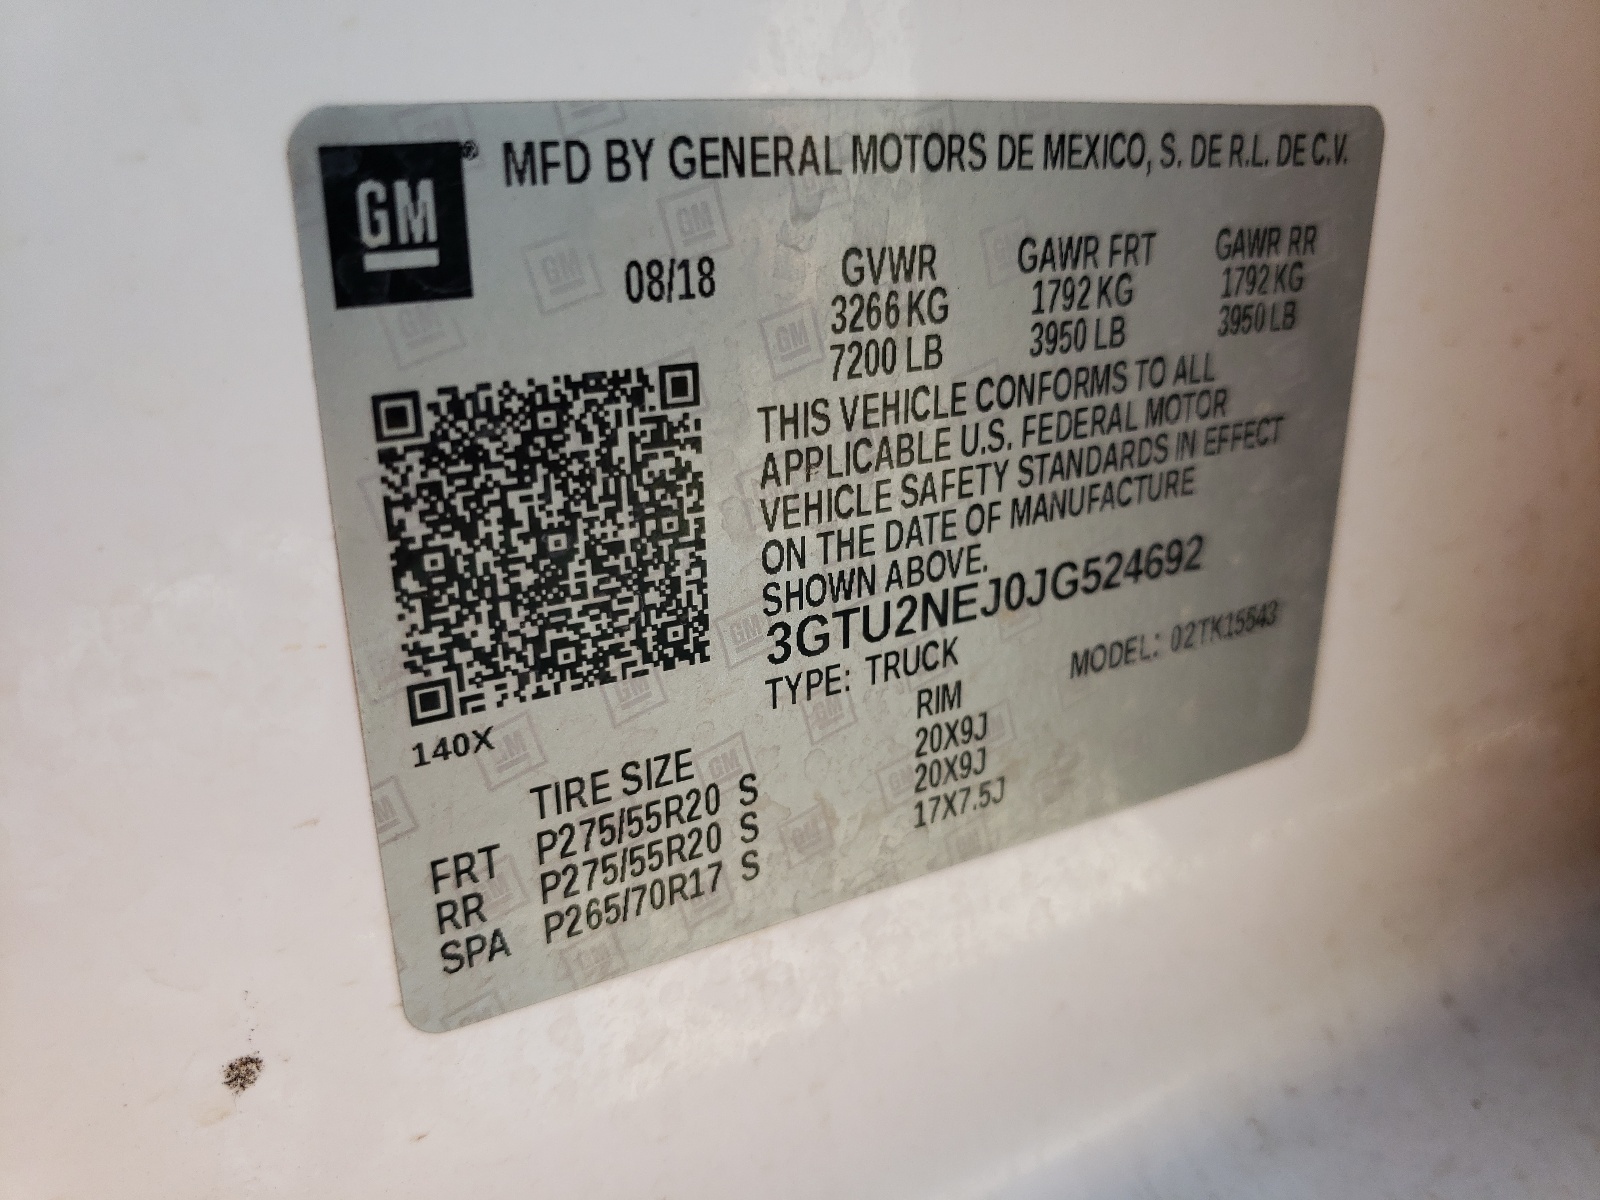 GM® MFD BY GENERAL MOTORS DE MEXICO, S. DE R.L. DE C.V.
08/18
GVWR GAWR FRT GAWR RR
3266 KG 1792 KG 1792 KG
7200 LB 3950 LB 3950 LB
THIS VEHICLE CONFORMS TO ALL
APPLICABLE U.S. FEDERAL MOTOR
VEHICLE SAFETY STANDARDS IN EFFECT
ON THE DATE OF MANUFACTURE
SHOWN ABOVE.
3GTU2NEJ0JG524692
TYPE: TRUCK MODEL: 02TK15543
140X
TIRE SIZE RIM
FRT P275/55R20 S 20X9J
RR P275/55R20 S 20X9J
SPA P265/70R17 S 17X7.5J